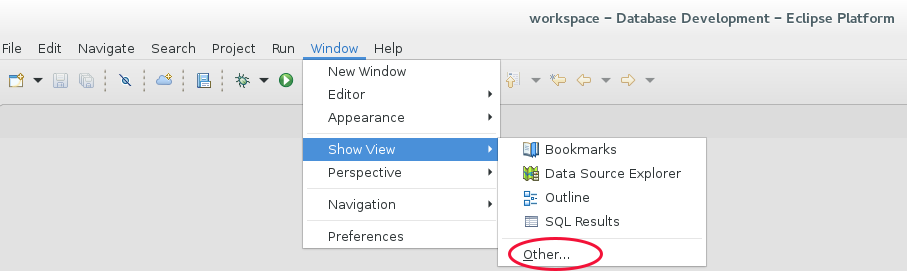 workspace – Database Development – Eclipse Platform
File Edit Navigate Search Project Run Window Help
New Window
Editor
Appearance
Show View
Perspective
Navigation
Preferences
Bookmarks
Data Source Explorer
Outline
SQL Results
Other...